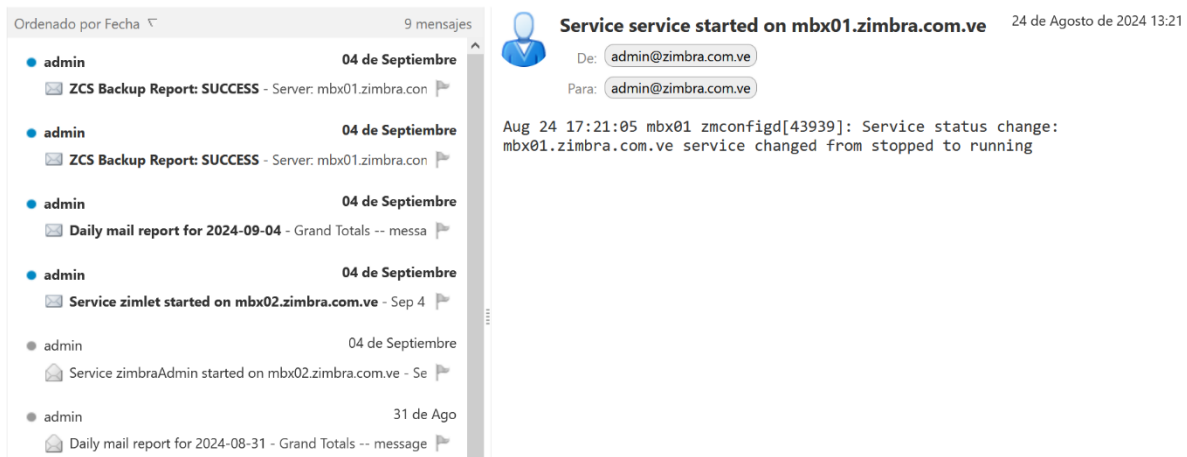 Ordenado por Fecha 9 mensajes
admin 04 de Septiembre
ZCS Backup Report: SUCCESS - Server: mbx01.zimbra.con
admin 04 de Septiembre
ZCS Backup Report: SUCCESS - Server: mbx01.zimbra.con
admin 04 de Septiembre
Daily mail report for 2024-09-04 - Grand Totals -- messa
admin 04 de Septiembre
Service zimlet started on mbx02.zimbra.com.ve - Sep 4
admin 04 de Septiembre
Service zimbraAdmin started on mbx02.zimbra.com.ve - Se
admin 31 de Ago
Daily mail report for 2024-08-31 - Grand Totals -- message
Service service started on mbx01.zimbra.com.ve 24 de Agosto de 2024 13:21
De: admin@zimbra.com.ve
Para: admin@zimbra.com.ve
Aug 24 17:21:05 mbx01 zmconfigd[43939]: Service status change:
mbx01.zimbra.com.ve service changed from stopped to running